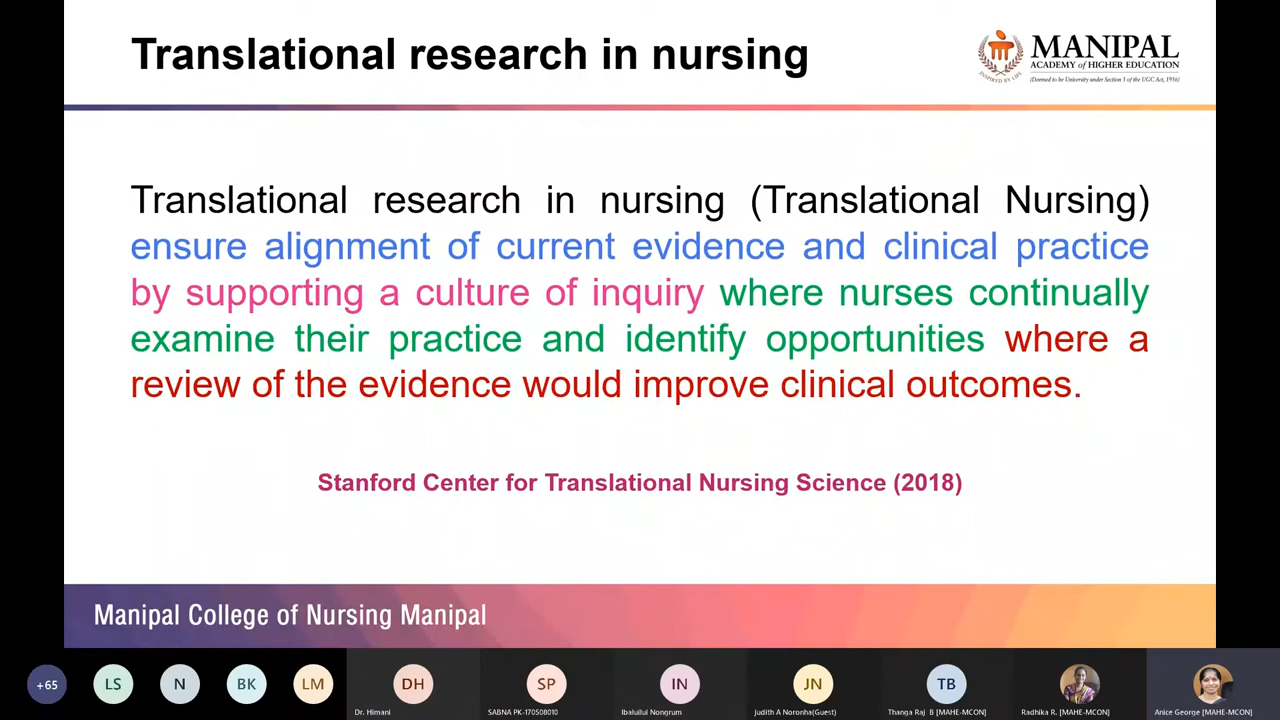 Translational research in nursing
MANIPAL
ACADEMY of HIGHER EDUCATION
(Deemed to be University under Section 3 of the UGC Act, 1956)
INSPIRED BY LIFE
Translational research in nursing (Translational Nursing)
ensure alignment of current evidence and clinical practice
by supporting a culture of inquiry where nurses continually
examine their practice and identify opportunities where a
review of the evidence would improve clinical outcomes.
Stanford Center for Translational Nursing Science (2018)
Manipal College of Nursing Manipal
+65 LS N BK LM DH SP IN JN TB
Dr. Himani SABNA PK-170508010 Ibaluilui Nongrum judith A Noronha(Guest) Thanga Raj B [MAHE-MCON] Radhika R. [MAHE-MCON] Anice George [MAHE-MCON]